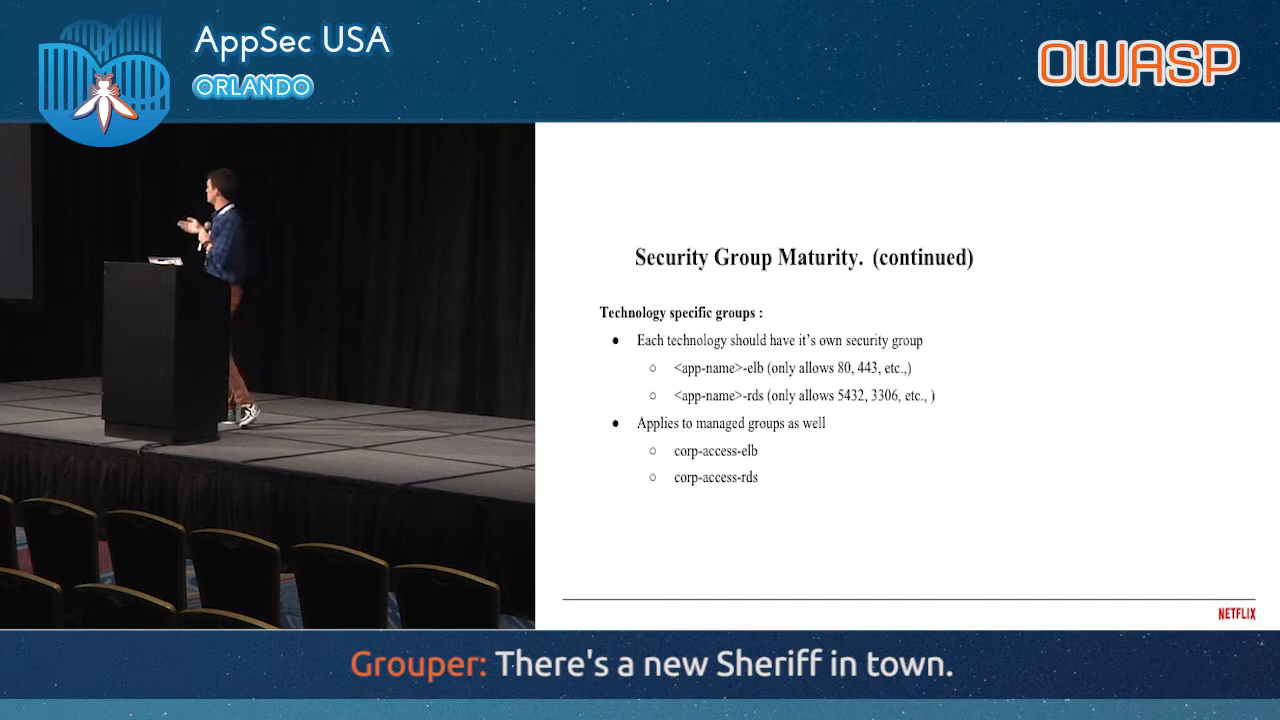 AppSec USA
ORLANDO
OWASP
Security Group Maturity. (continued)
Technology specific groups :
● Each technology should have it's own security group
○ <app-name>-elb (only allows 80, 443, etc.,)
○ <app-name>-rds (only allows 5432, 3306, etc., )
● Applies to managed groups as well
○ corp-access-elb
○ corp-access-rds
NETFLIX
Grouper: There's a new Sheriff in town.